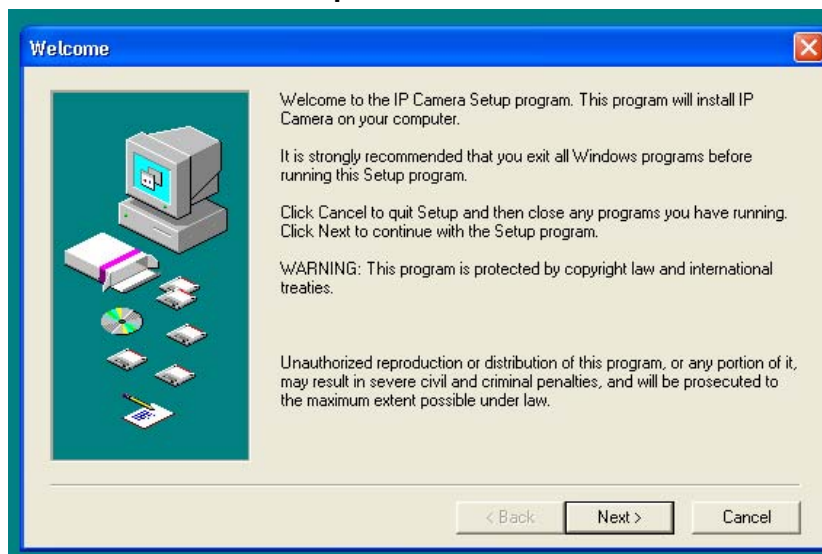 Welcome
Welcome to the IP Camera Setup program. This program will install IP
Camera on your computer.
It is strongly recommended that you exit all Windows programs before
running this Setup program.
Click Cancel to quit Setup and then close any programs you have running.
Click Next to continue with the Setup program.
WARNING: This program is protected by copyright law and international
treaties.
Unauthorized reproduction or distribution of this program, or any portion of it,
may result in severe civil and criminal penalties, and will be prosecuted to
the maximum extent possible under law.
< Back
Next >
Cancel